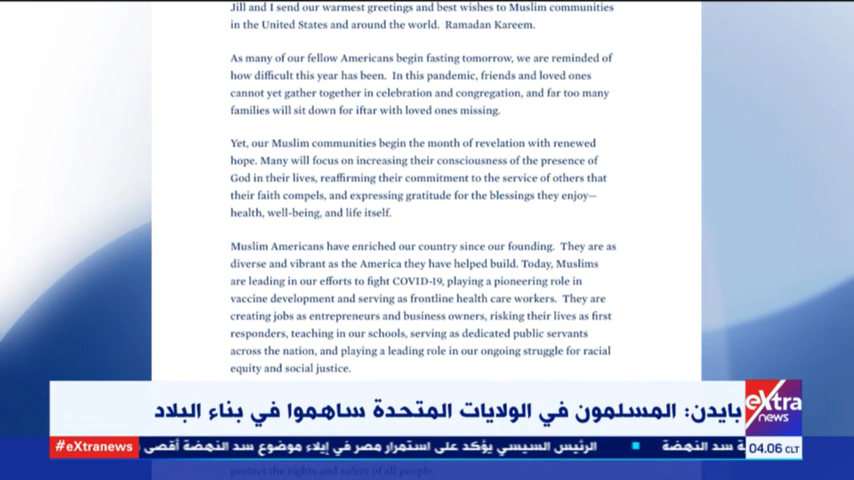 Jill and I send our warmest greetings and best wishes to Muslim communities
in the United States and around the world.  Ramadan Kareem.
As many of our fellow Americans begin fasting tomorrow, we are reminded of
how difficult this year has been.  In this pandemic, friends and loved ones
cannot yet gather together in celebration and congregation, and far too many
families will sit down for iftar with loved ones missing.
Yet, our Muslim communities begin the month of revelation with renewed
hope. Many will focus on increasing their consciousness of the presence of
God in their lives, reaffirming their commitment to the service of others that
their faith compels, and expressing gratitude for the blessings they enjoy—
health, well-being, and life itself.
Muslim Americans have enriched our country since our founding.  They are as
diverse and vibrant as the America they have helped build. Today, Muslims
are leading in our efforts to fight COVID-19, playing a pioneering role in
vaccine development and serving as frontline health care workers.  They are
creating jobs as entrepreneurs and business owners, risking their lives as first
responders, teaching in our schools, serving as dedicated public servants
across the nation, and playing a leading role in our ongoing struggle for racial
equity and social justice.
بايدن: المسلمون في الولايات المتحدة ساهموا في بناء البلاد
eXtra
news
#eXtranews
ة سد النهضة ■ الرئيس السيسي يؤكد على استمرار مصر في إيلاء موضوع سد النهضة أقصى
04.06 CLT
protect the rights and safety of all people.